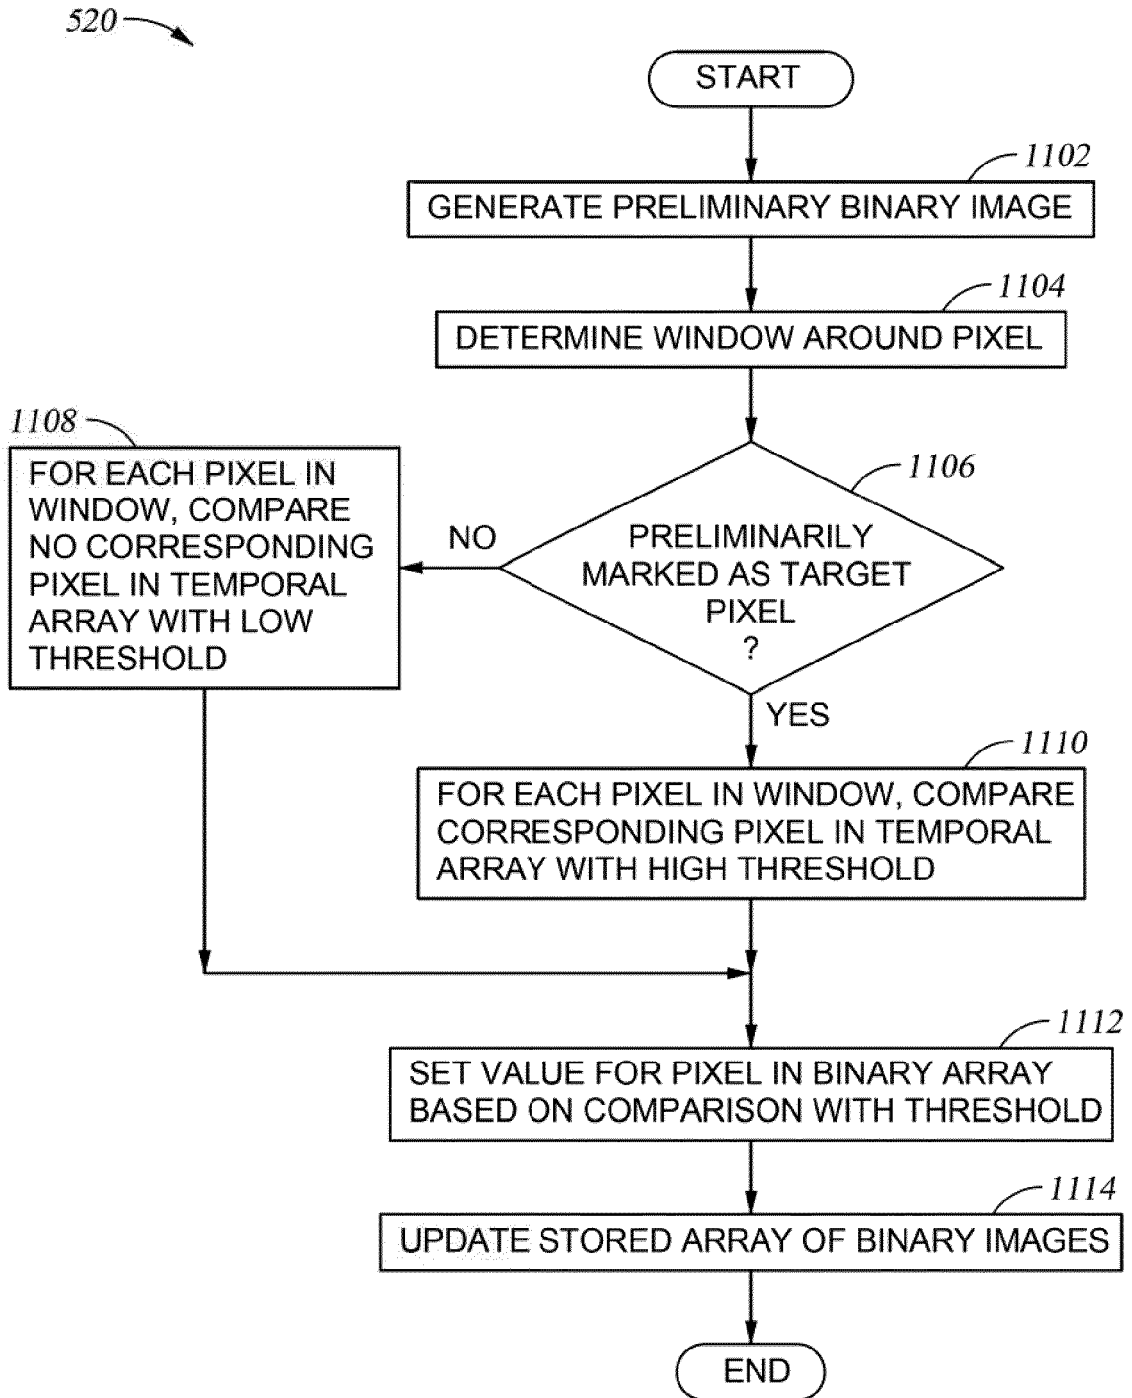 520
START
1102
GENERATE PRELIMINARY BINARY IMAGE
1104
DETERMINE WINDOW AROUND PIXEL
1108
FOR EACH PIXEL IN
WINDOW, COMPARE
NO CORRESPONDING
PIXEL IN TEMPORAL
ARRAY WITH LOW
THRESHOLD
NO
1106
PRELIMINARILY
MARKED AS TARGET
PIXEL
?
YES
1110
FOR EACH PIXEL IN WINDOW, COMPARE
CORRESPONDING PIXEL IN TEMPORAL
ARRAY WITH HIGH THRESHOLD
1112
SET VALUE FOR PIXEL IN BINARY ARRAY
BASED ON COMPARISON WITH THRESHOLD
1114
UPDATE STORED ARRAY OF BINARY IMAGES
END